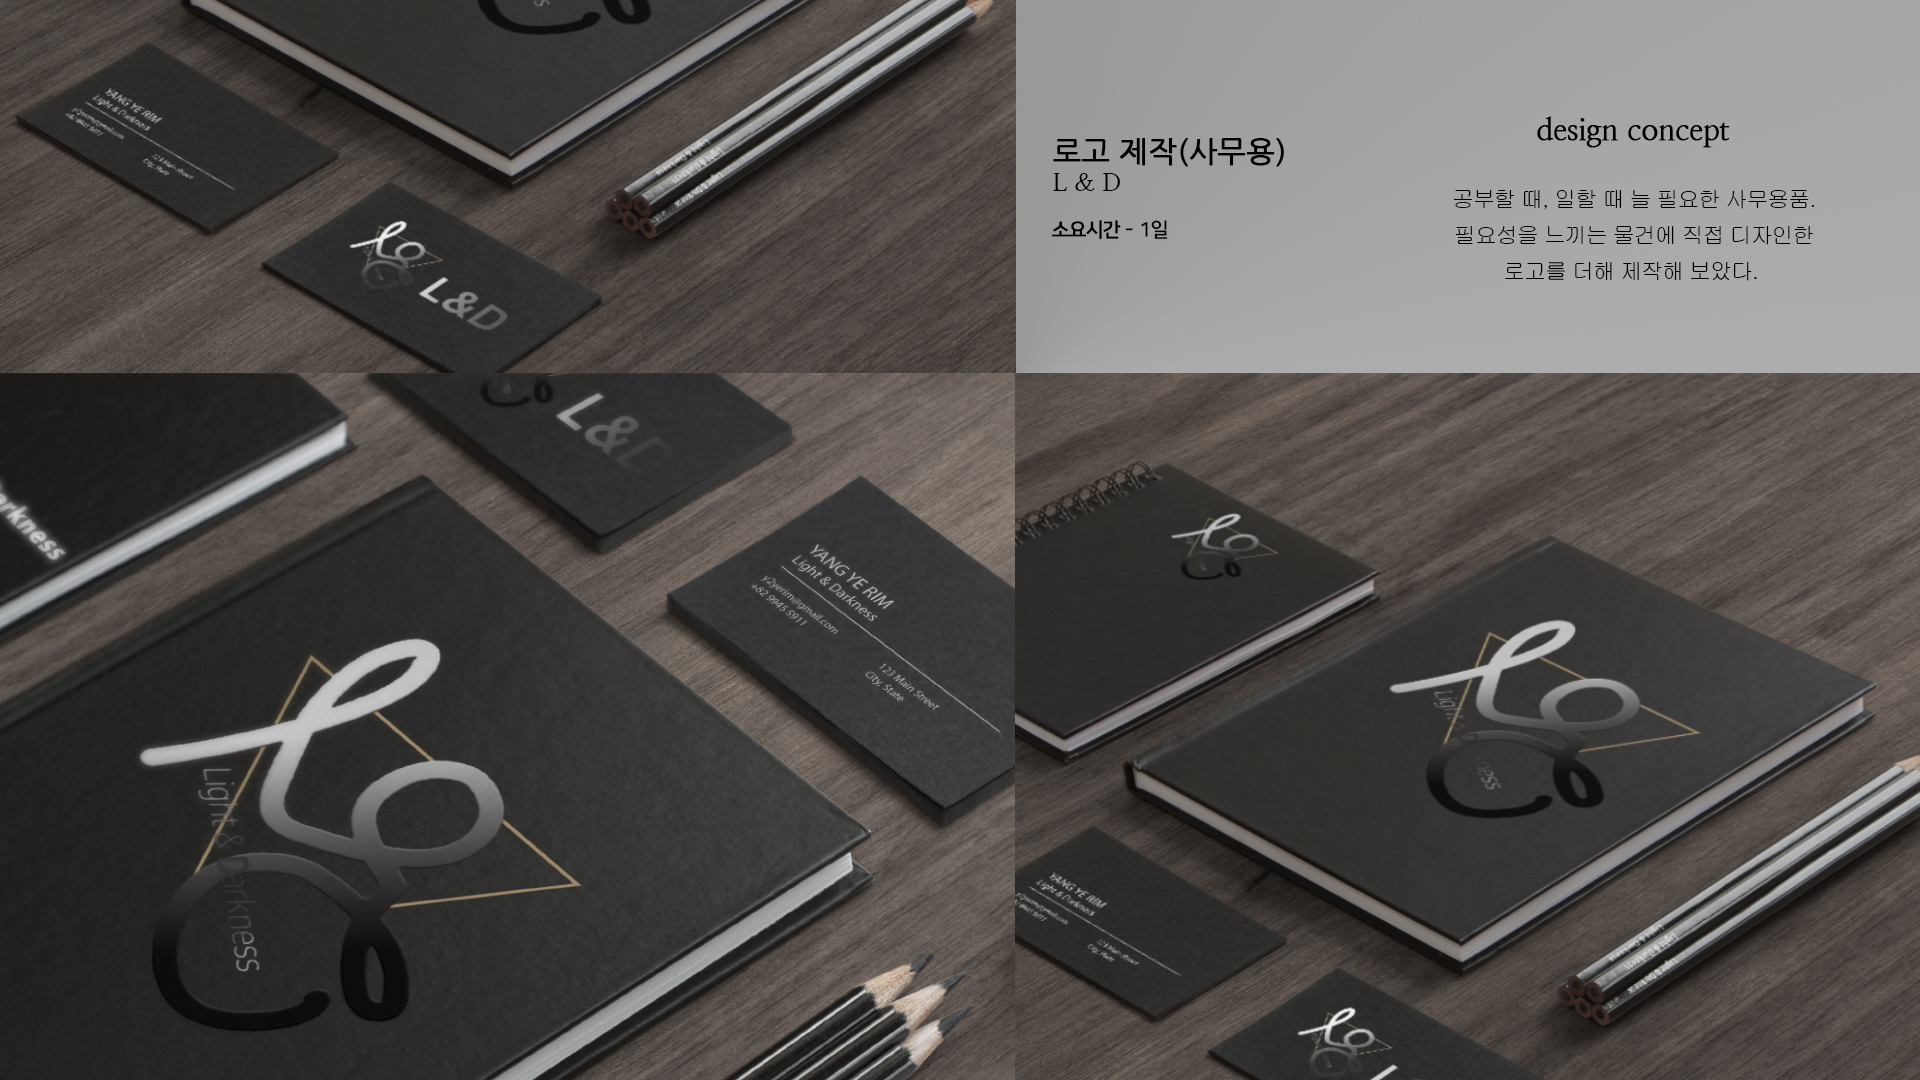 YANG YE RIM
Light & Darkness
L&D
로고 제작(사무용)
L & D
소요시간 - 1일
design concept
공부할 때, 일할 때 늘 필요한 사무용품.
필요성을 느끼는 물건에 직접 디자인한
로고를 더해 제작해 보았다.
arkness
L&D
YANG YE RIM
Light & Darkness
y2yerim@gmail.com
+82 9945 5911
123 Main Street
City, State
Light & Darkness
Light
ness
YANG YE RIM
Light & Darkness